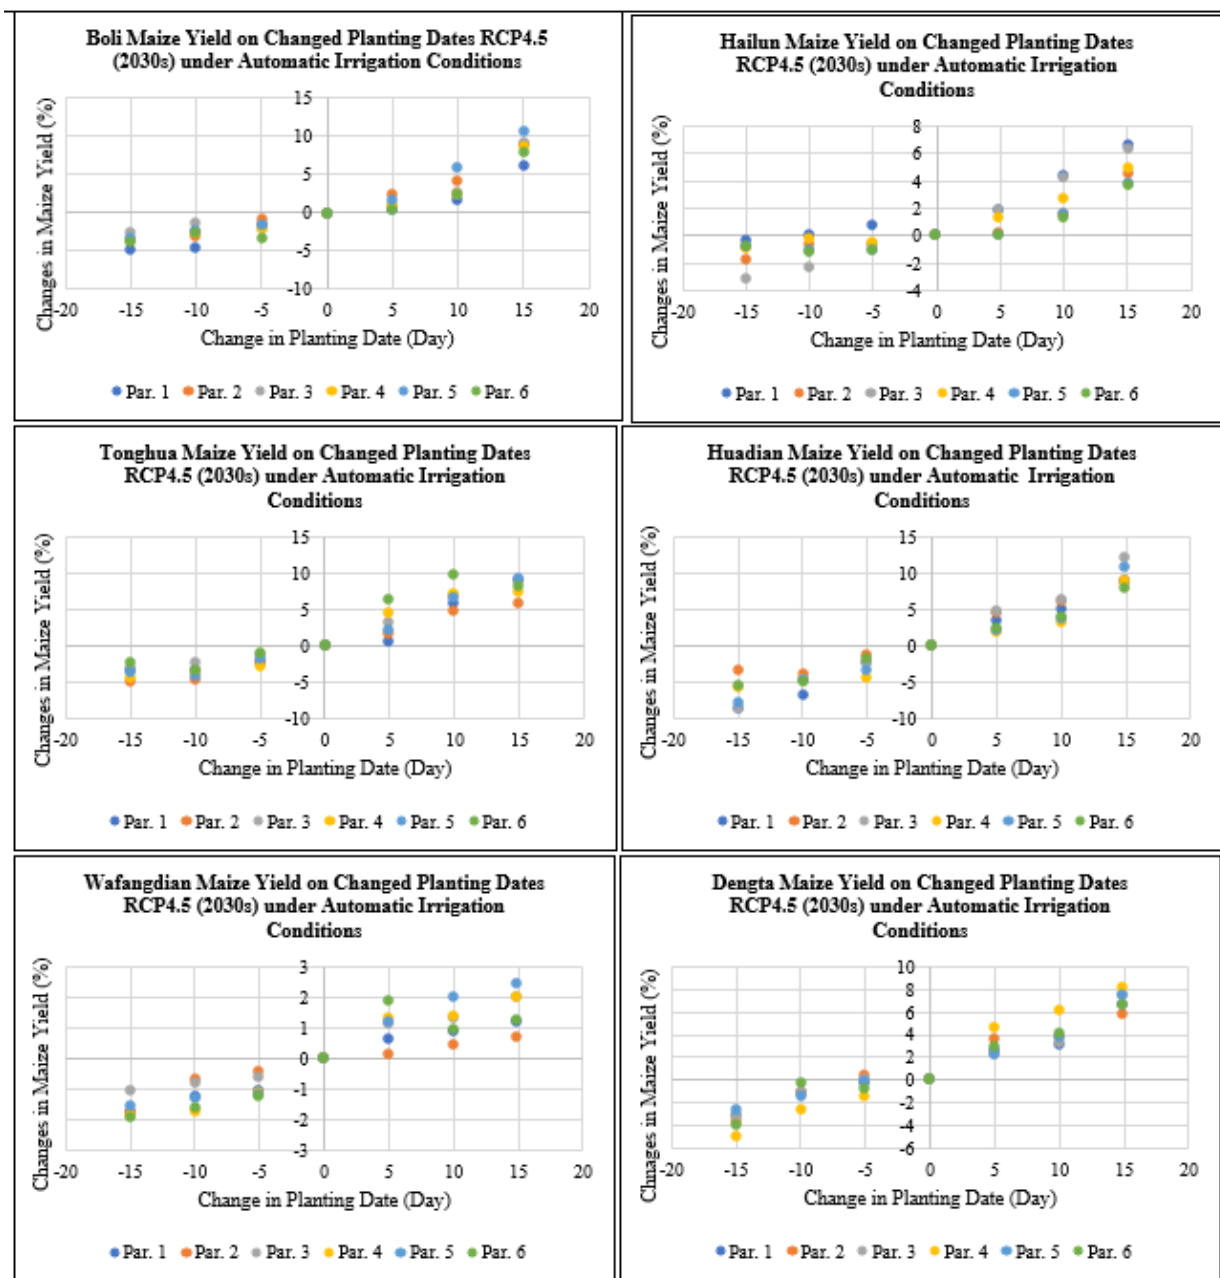 Boli Maize Yield on Changed Planting Dates RCP4.5
(2030s) under Automatic Irrigation Conditions
Changes in Maize Yield (%)
15
10
5
0
-5
-10
-20 -15 -10 -5 0 5 10 15 20
Change in Planting Date (Day)
Par. 1 Par. 2 Par. 3 Par. 4 Par. 5 Par. 6
Hailun Maize Yield on Changed Planting Dates
RCP4.5 (2030s) under Automatic Irrigation
Conditions
Changes in Maize Yield (%)
8
6
4
2
0
-2
-4
-20 -15 -10 -5 0 5 10 15 20
Change in Planting Date (Day)
Par. 1 Par. 2 Par. 3 Par. 4 Par. 5 Par. 6
Tonghua Maize Yield on Changed Planting Dates
RCP4.5 (2030s) under Automatic Irrigation
Conditions
Changes in Maize Yield (%)
15
10
5
0
-5
-10
-20 -15 -10 -5 0 5 10 15 20
Change in Planting Date (Day)
Par. 1 Par. 2 Par. 3 Par. 4 Par. 5 Par. 6
Huadian Maize Yield on Changed Planting Dates
RCP4.5 (2030s) under Automatic Irrigation
Conditions
Changes in Maize Yield (%)
15
10
5
0
-5
-10
-20 -15 -10 -5 0 5 10 15 20
Change in Planting Date (Day)
Par. 1 Par. 2 Par. 3 Par. 4 Par. 5 Par. 6
Wafangdian Maize Yield on Changed Planting Dates
RCP4.5 (2030s) under Automatic Irrigation
Conditions
Changes in Maize Yield (%)
3
2
1
0
-1
-2
-3
-20 -15 -10 -5 0 5 10 15 20
Change in Planting Date (Day)
Par. 1 Par. 2 Par. 3 Par. 4 Par. 5 Par. 6
Dengta Maize Yield on Changed Planting Dates
RCP4.5 (2030s) under Automatic Irrigation
Conditions
Chnages in Maize Yield (%)
10
8
6
4
2
0
-2
-4
-6
-20 -15 -10 -5 0 5 10 15 20
Change in Planting Date (Day)
Par. 1 Par. 2 Par. 3 Par. 4 Par. 5 Par. 6